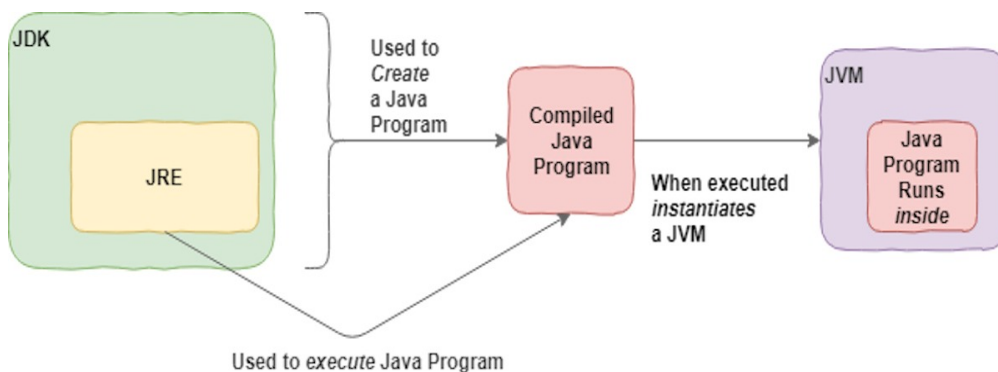 JDK
JRE
Used to
Create
a Java
Program
Compiled
Java
Program
When executed
instantiates
a JVM
JVM
Java
Program
Runs
inside
Used to execute Java Program